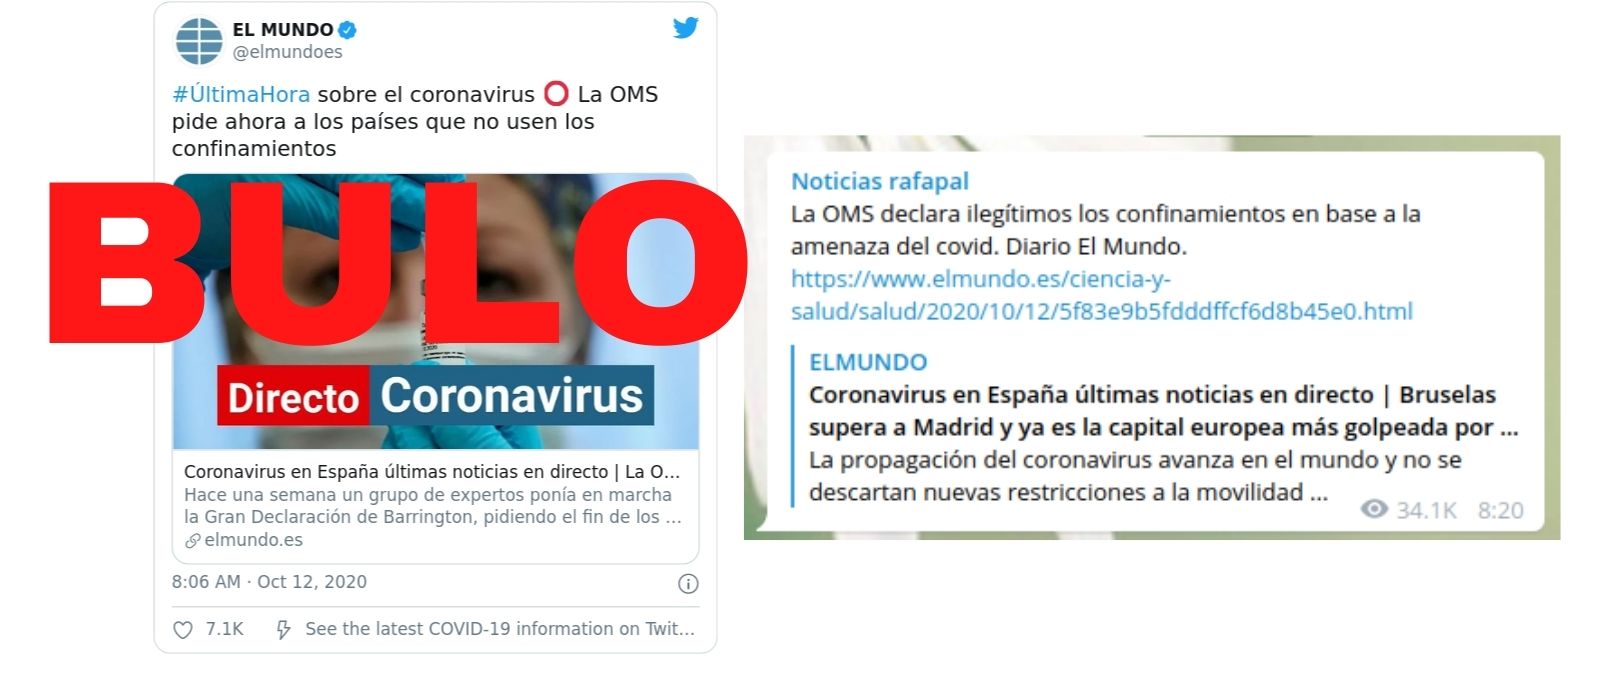 EL MUNDO
@elmundoes
#ÚltimaHora sobre el coronavirus ⭕ La OMS
pide ahora a los países que no usen los
confinamientos
BULO
Directo Coronavirus
Coronavirus en España últimas noticias en directo | La O...
Hace una semana un grupo de expertos ponía en marcha
la Gran Declaración de Barrington, pidiendo el fin de los ...
elmundo.es
8:06 AM · Oct 12, 2020
7.1K See the latest COVID-19 information on Twit...
Noticias rafapal
La OMS declara ilegítimos los confinamientos en base a la
amenaza del covid. Diario El Mundo.
https://www.elmundo.es/ciencia-y-
salud/salud/2020/10/12/5f83e9b5fdddffcf6d8b45e0.html
ELMUNDO
Coronavirus en España últimas noticias en directo | Bruselas
supera a Madrid y ya es la capital europea más golpeada por ...
La propagación del coronavirus avanza en el mundo y no se
descartan nuevas restricciones a la movilidad ...
34.1K 8:20